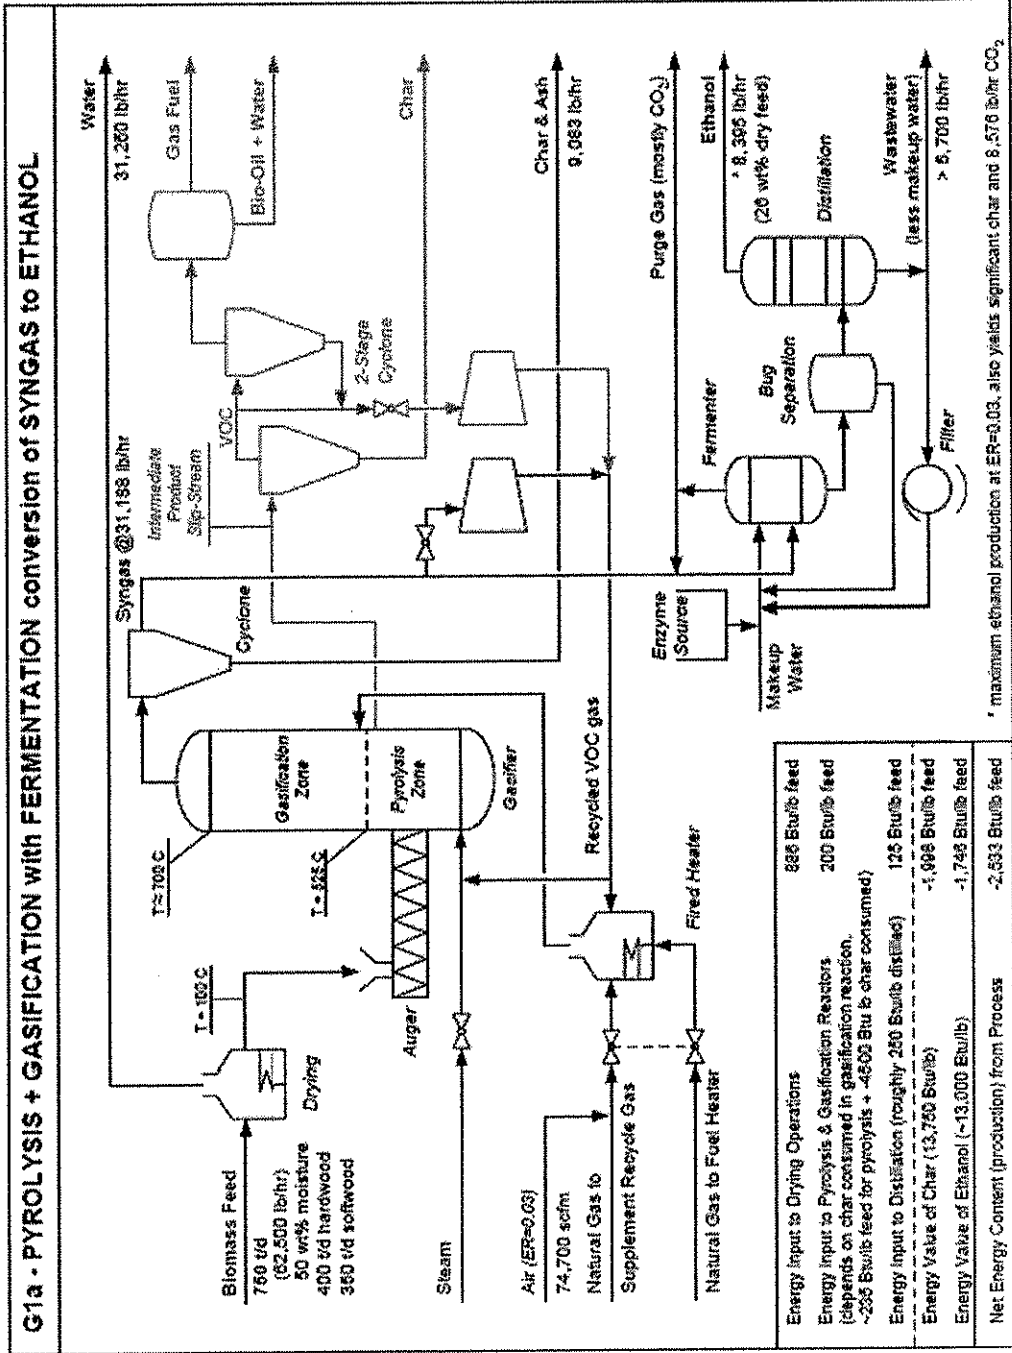 G1a - PYROLYSIS + GASIFICATION with FERMENTATION conversion of SYNGAS to ETHANOL
Water
31,250 lb/hr
Gas Fuel
Bio-Oil + Water
Char
Char & Ash
9,083 lb/hr
Purge Gas (mostly CO2)
Ethanol
* 8,395 lb/hr
(26 wt% dry feed)
Distillation
Wastewater
(less makeup water)
> 5,700 lb/hr
Syngas @31,188 lb/hr
Intermediate
Product
Slip-Stream
VOC
2-Stage
Cyclone
Cyclone
Fermenter
Bug
Separation
Filter
Enzyme
Source
Makeup
Water
T≈700 C
Gasification
Zone
T = 525 C
Pyrolysis
Zone
Gasifier
Recycled VOC gas
T = 100 C
Drying
Auger
Fired Heater
Biomass Feed
750 t/d
(62,500 lb/hr)
50 wt% moisture
400 t/d hardwood
350 t/d softwood
Steam
Air (ER=0.03)
74,700 scfm
Natural Gas to
Supplement Recycle Gas
Natural Gas to Fuel Heater
Energy Input to Drying Operations
Btu/lb feed
Energy Input to Pyrolysis & Gasification Reactors 200 Btu/lb feed
(depends on char consumed in gasification reaction,
~235 Btu/lb feed for pyrolysis + -4500 Btu lb char consumed)
Energy Input to Distillation (roughly 280 Btu/lb distilled) 125 Btu/lb feed
Energy Value of Char (13,750 Btu/lb) -1,998 Btu/lb feed
Energy Value of Ethanol (~13,000 Btu/lb) -1,746 Btu/lb feed
Net Energy Content (production) from Process -2,533 Btu/lb feed
* maximum ethanol production at ER=0.03, also yields significant char and 8,576 lb/hr CO2